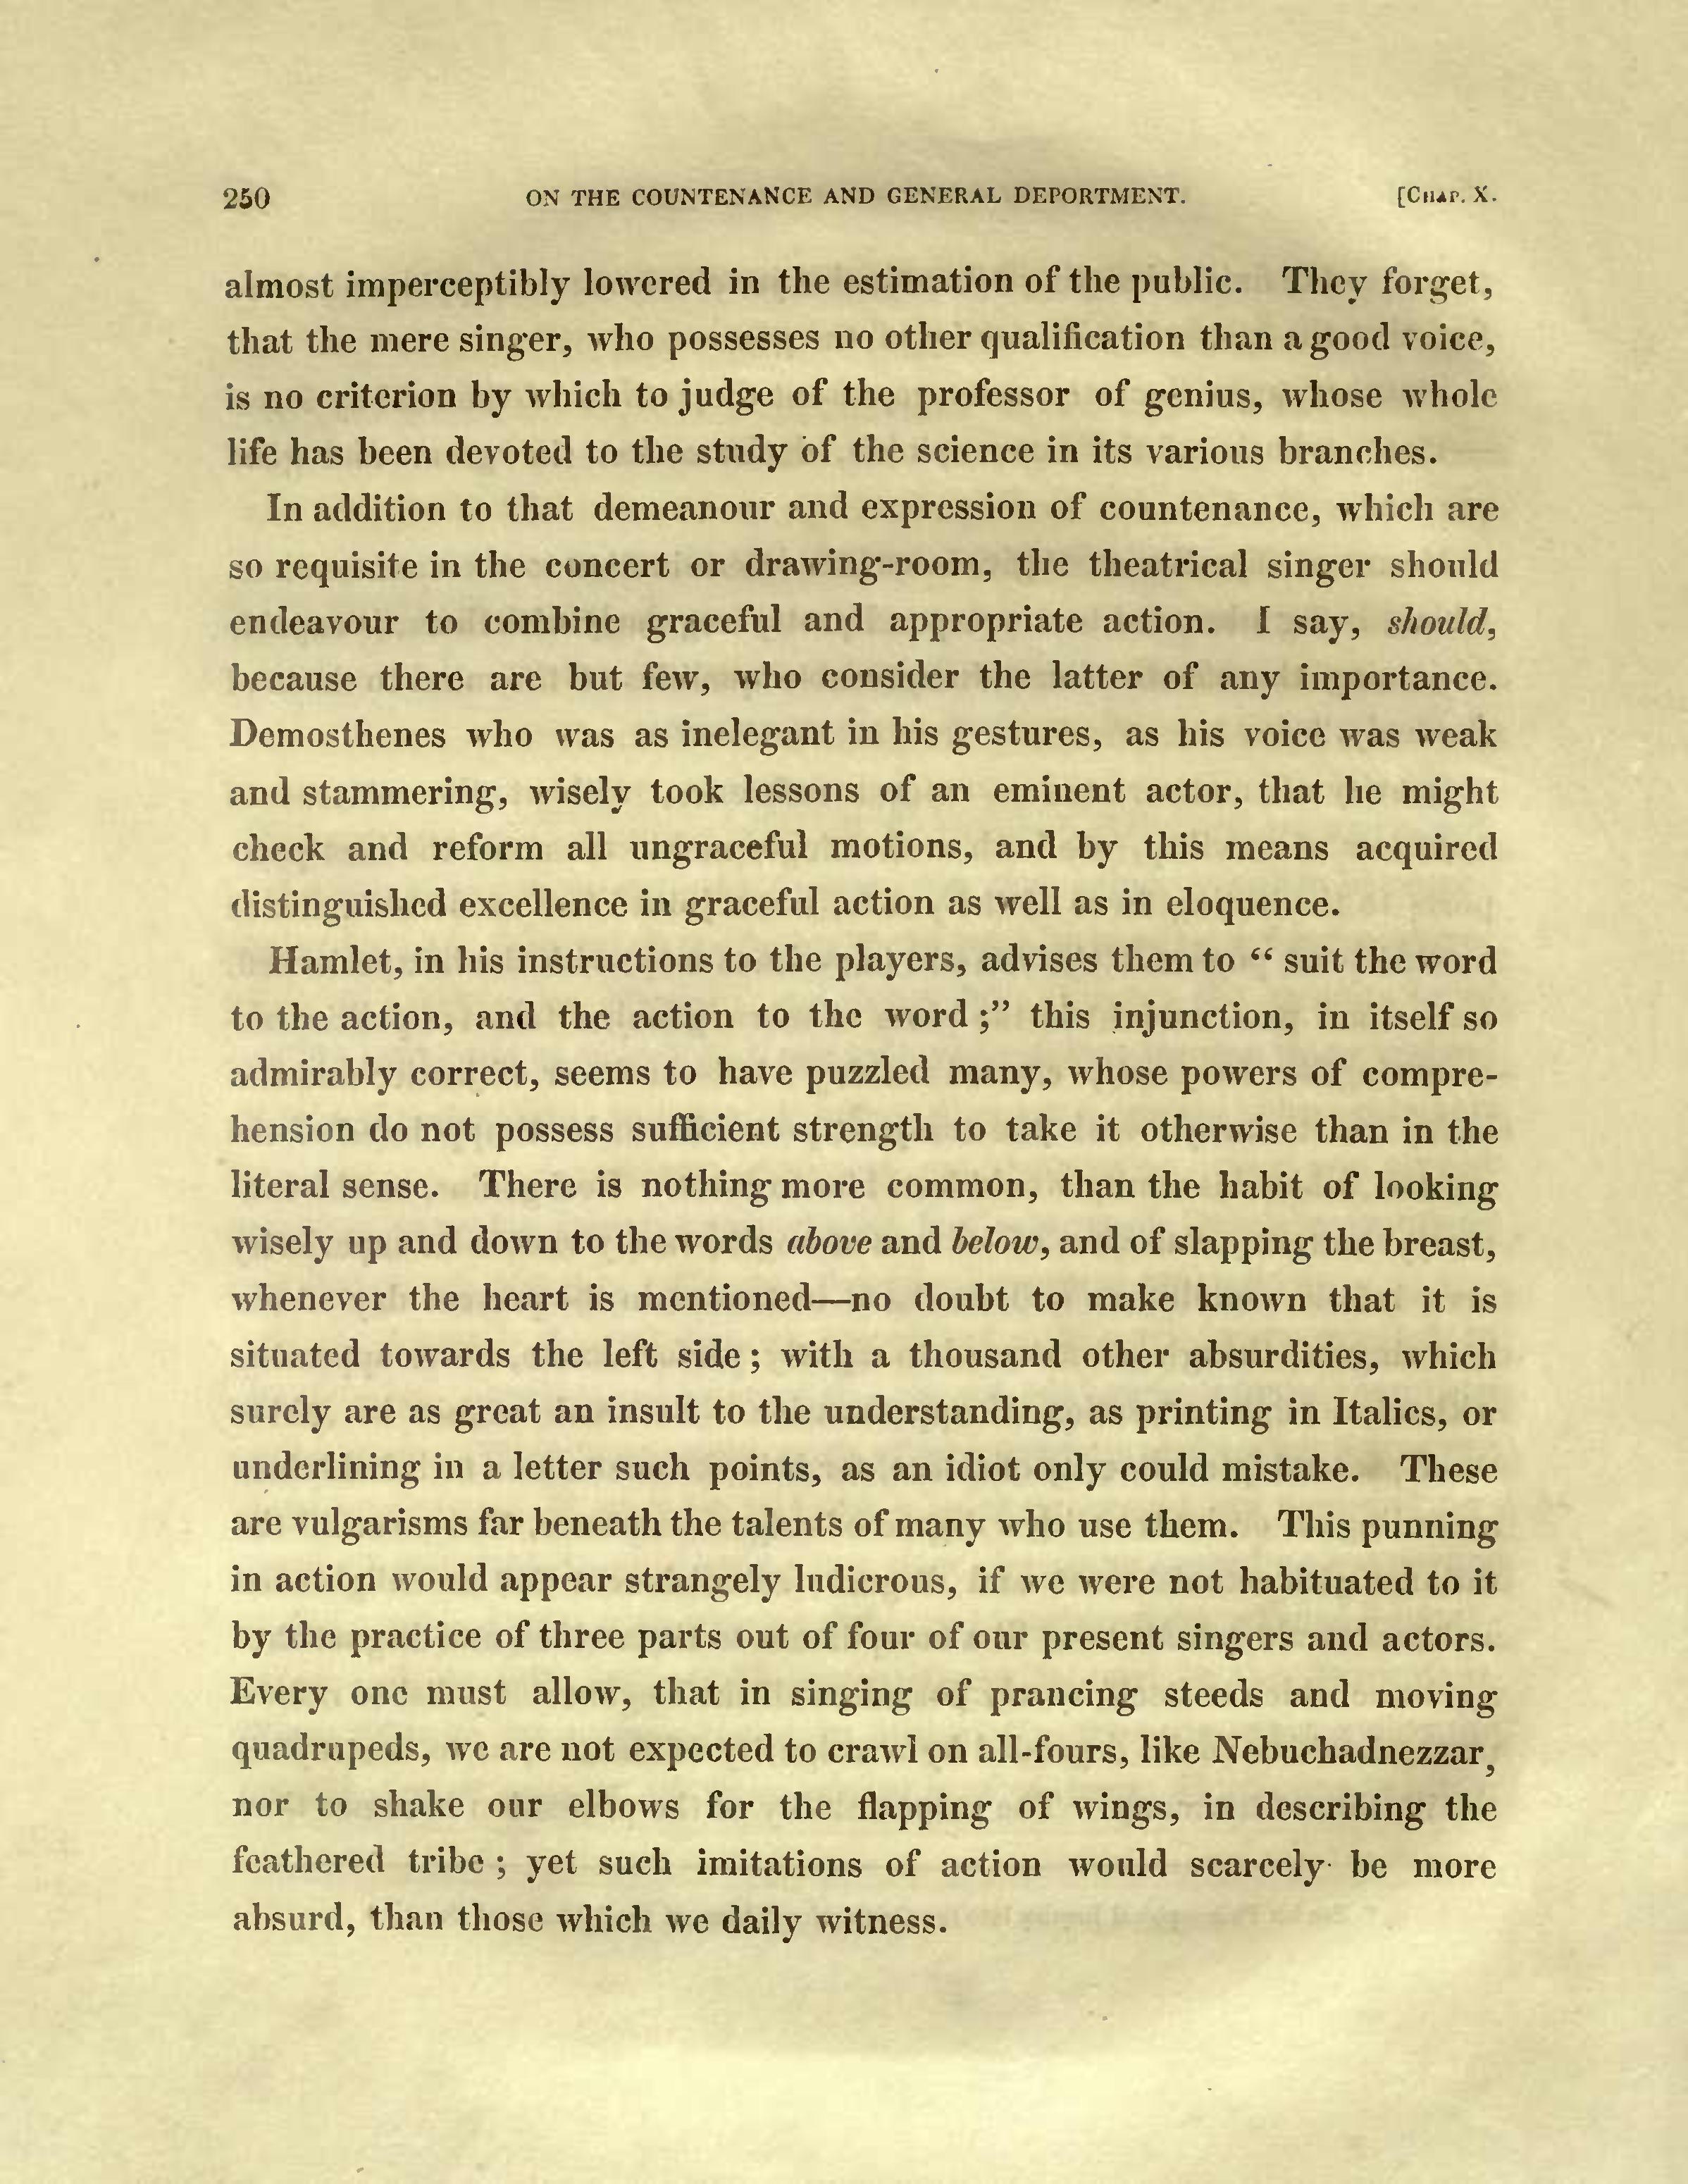 250 ON THE COUNTENANCE AND GENERAL DEPORTMENT. [CHAP. X.
almost imperceptibly lowered in the estimation of the public. They forget,
that the mere singer, who possesses no other qualification than a good voice,
is no criterion by which to judge of the professor of genius, whose whole
life has been devoted to the study of the science in its various branches.
In addition to that demeanour and expression of countenance, which are
so requisite in the concert or drawing-room, the theatrical singer should
endeavour to combine graceful and appropriate action. I say, should,
because there are but few, who consider the latter of any importance.
Demosthenes who was as inelegant in his gestures, as his voice was weak
and stammering, wisely took lessons of an eminent actor, that he might
check and reform all ungraceful motions, and by this means acquired
distinguished excellence in graceful action as well as in eloquence.
Hamlet, in his instructions to the players, advises them to “ suit the word
to the action, and the action to the word ;” this injunction, in itself so
admirably correct, seems to have puzzled many, whose powers of compre-
hension do not possess sufficient strength to take it otherwise than in the
literal sense. There is nothing more common, than the habit of looking
wisely up and down to the words above and below, and of slapping the breast,
whenever the heart is mentioned—no doubt to make known that it is
situated towards the left side ; with a thousand other absurdities, which
surely are as great an insult to the understanding, as printing in Italics, or
underlining in a letter such points, as an idiot only could mistake. These
are vulgarisms far beneath the talents of many who use them. This punning
in action would appear strangely ludicrous, if we were not habituated to it
by the practice of three parts out of four of our present singers and actors.
Every one must allow, that in singing of prancing steeds and moving
quadrupeds, we are not expected to crawl on all-fours, like Nebuchadnezzar,
nor to shake our elbows for the flapping of wings, in describing the
feathered tribe ; yet such imitations of action would scarcely be more
absurd, than those which we daily witness.